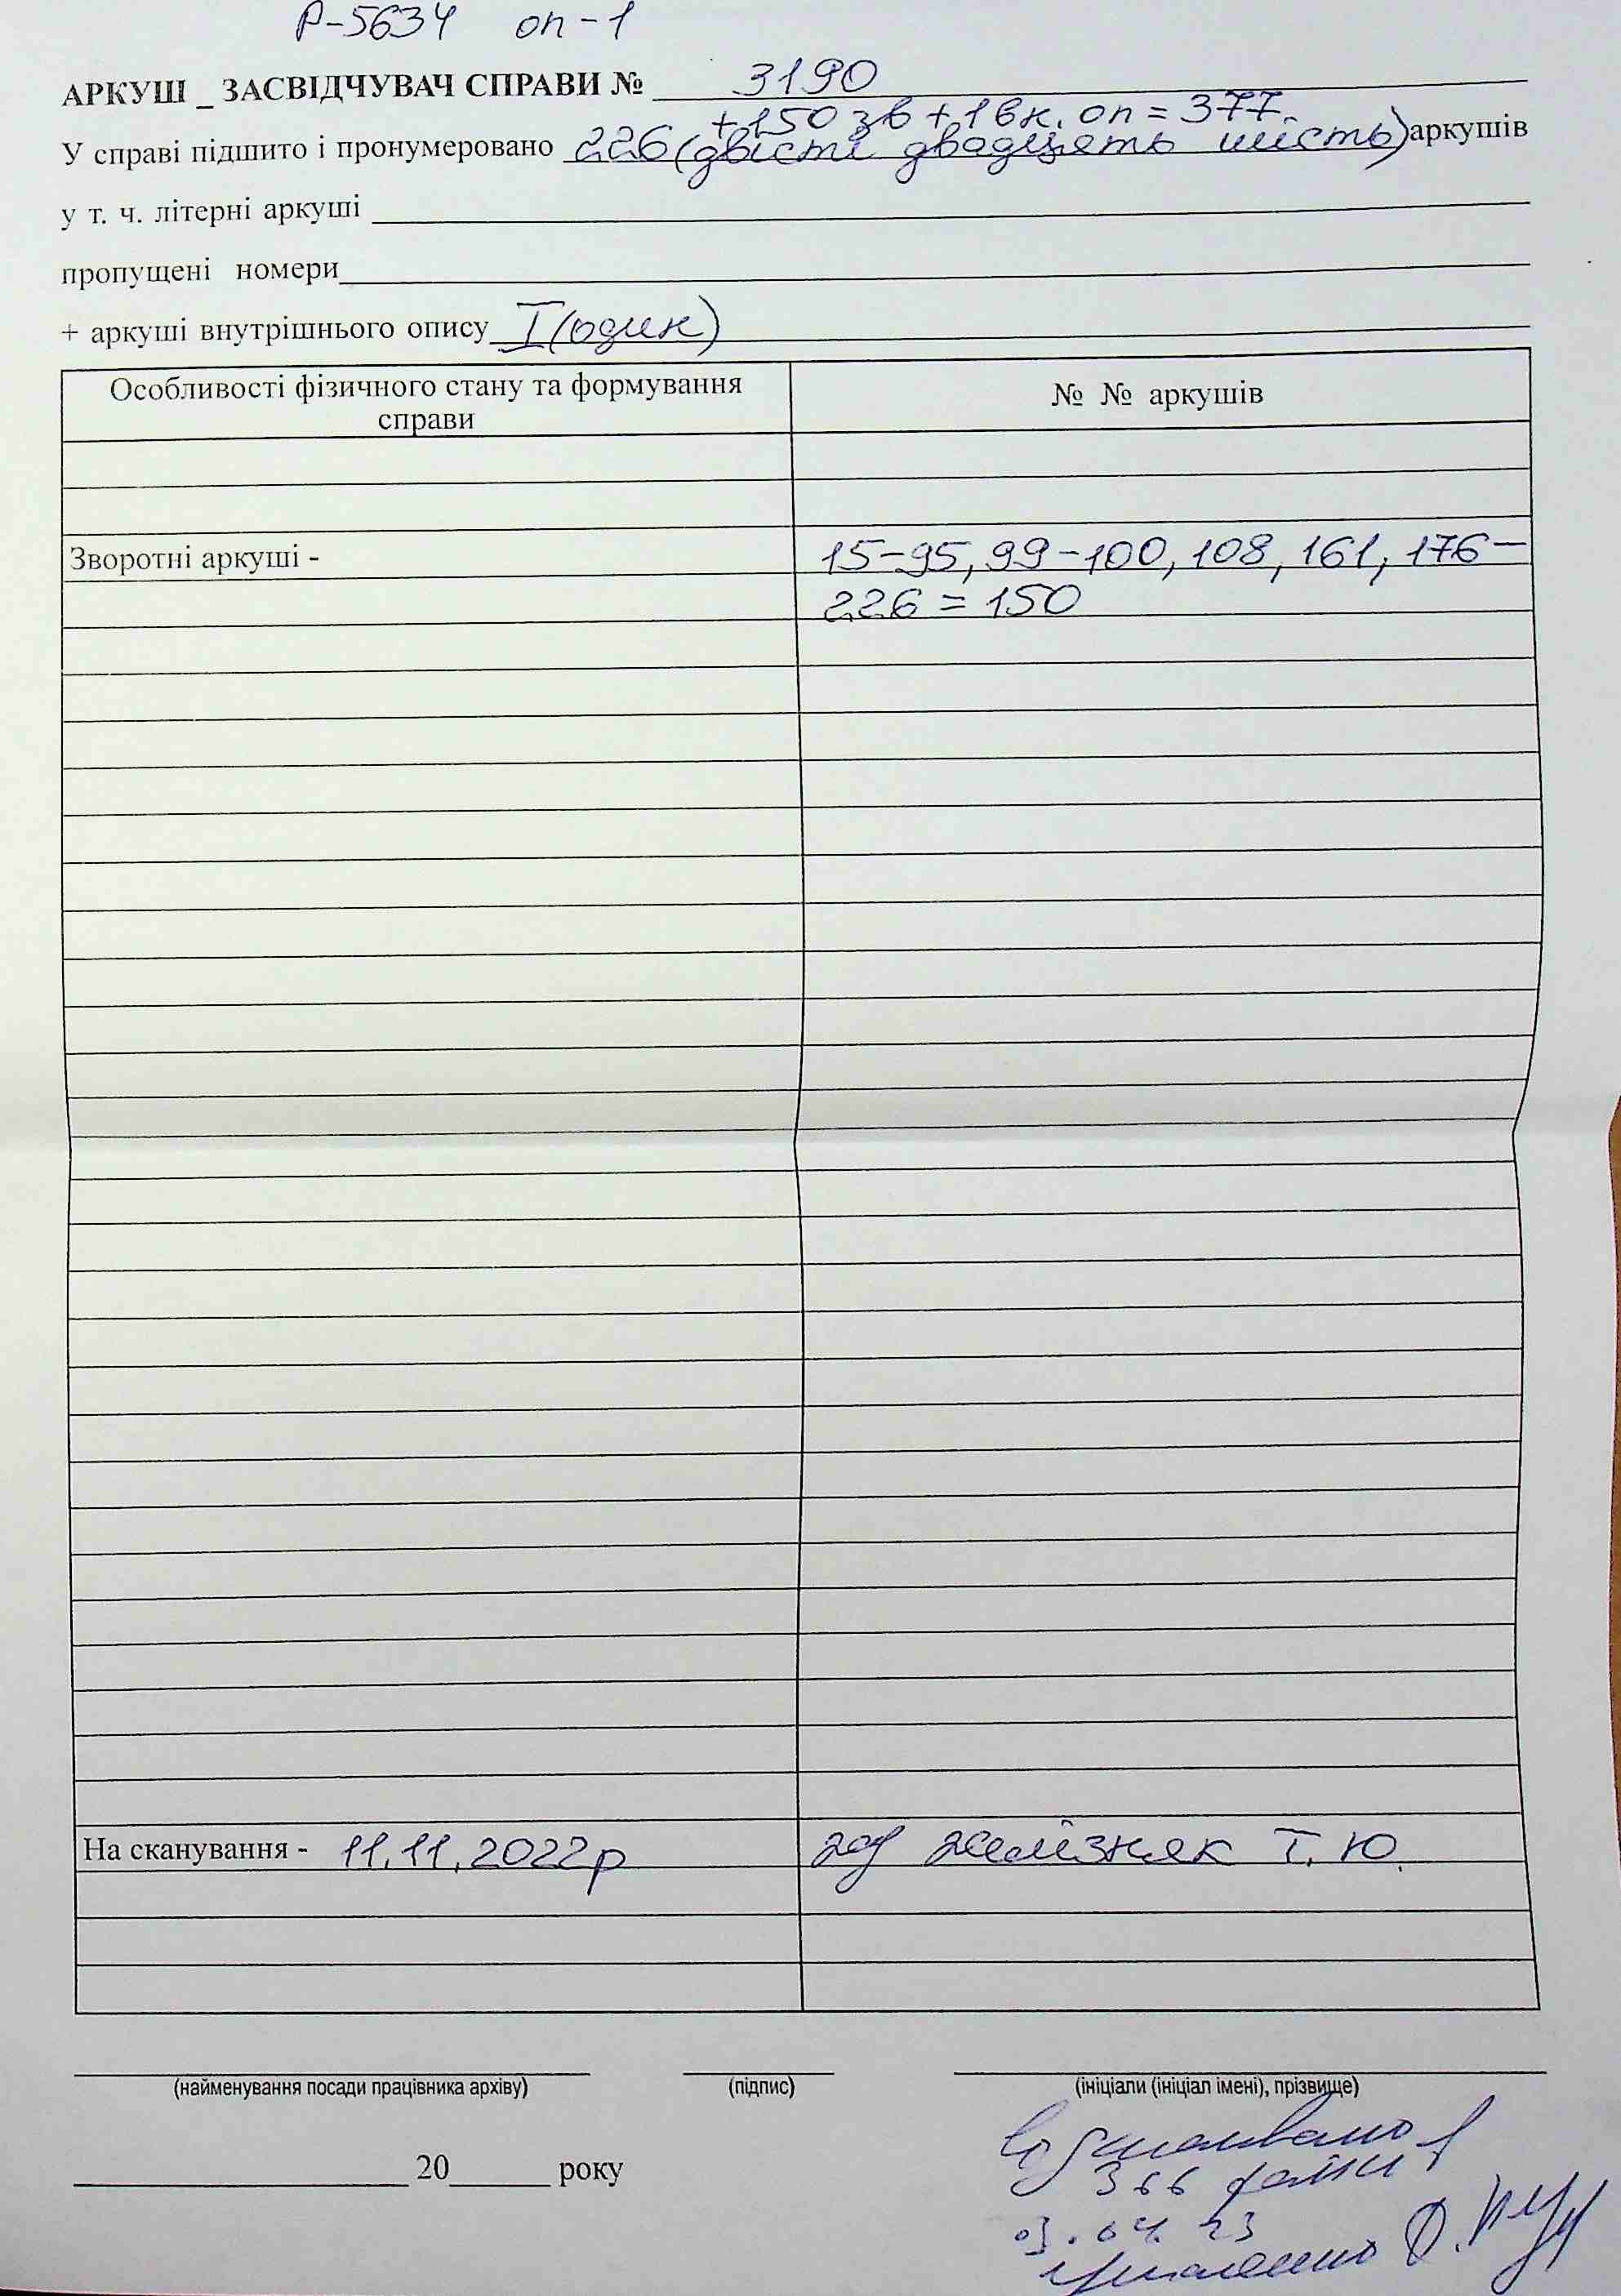 Р-5634 оп-1
АРКУШ _ ЗАСВІДЧУВАЧ СПРАВИ № 3190
+150 зв + 1 вн. оп = 377.
У справі підшито і пронумеровано 226 (двісті двадцять шість) аркушів
у т. ч. літерні аркуші
пропущені номери
+ аркуші внутрішнього опису I (один)
Особливості фізичного стану та формування справи
№ № аркушів
Зворотні аркуші - 15-95, 99-100, 108, 161, 176-
226 = 150
На сканування - 11.11.2022р Железняк Т. Ю.
(найменування посади працівника архіву) (підпис) (ініціали (ініціал імені), прізвище)
20 року
366
03.04.23